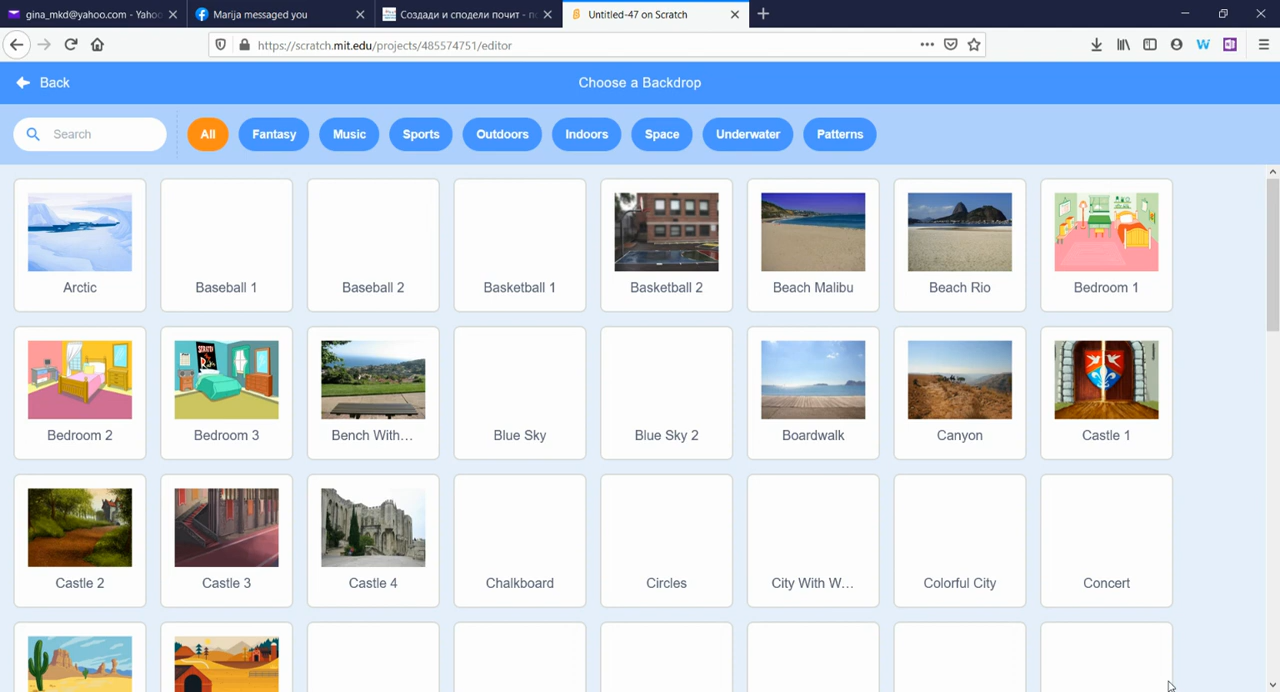 gina_mkd@yahoo.com - Yahoo
Marija messaged you
Создади и сподели почит - по
Untitled-47 on Scratch
https://scratch.mit.edu/projects/485574751/editor
Back
Choose a Backdrop
Search
All
Fantasy
Music
Sports
Outdoors
Indoors
Space
Underwater
Patterns
Arctic
Baseball 1
Baseball 2
Basketball 1
Basketball 2
Beach Malibu
Beach Rio
Bedroom 1
Bedroom 2
Bedroom 3
Bench With...
Blue Sky
Blue Sky 2
Boardwalk
Canyon
Castle 1
Castle 2
Castle 3
Castle 4
Chalkboard
Circles
City With W...
Colorful City
Concert